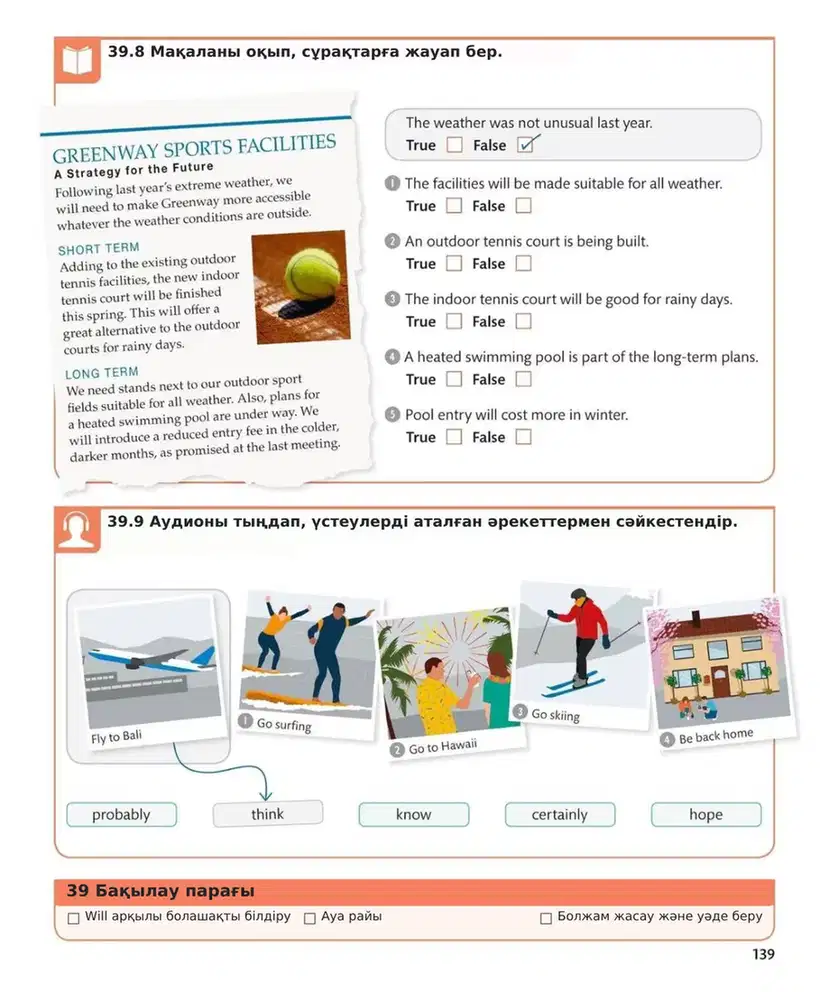 39.8 Мақаланы оқып, сұрақтарға жауап бер.
GREENWAY SPORTS FACILITIES
A Strategy for the Future
Following last year's extreme weather, we
will need to make Greenway more accessible
whatever the weather conditions are outside.
SHORT TERM
Adding to the existing outdoor
tennis facilities, the new indoor
tennis court will be finished
this spring. This will offer a
great alternative to the outdoor
courts for rainy days.
LONG TERM
We need stands next to our outdoor sport
fields suitable for all weather. Also, plans for
a heated swimming pool are under way. We
will introduce a reduced entry fee in the colder,
darker months, as promised at the last meeting.
The weather was not unusual last year.
True False
1 The facilities will be made suitable for all weather.
True False
2 An outdoor tennis court is being built.
True False
3 The indoor tennis court will be good for rainy days.
True False
4 A heated swimming pool is part of the long-term plans.
True False
5 Pool entry will cost more in winter.
True False
39.9 Аудионы тыңдап, үстеулерді аталған әрекеттермен сәйкестендір.
Fly to Bali
1 Go surfing
2 Go to Hawaii
3 Go skiing
4 Be back home
probably think know certainly hope
39 Бақылау парағы
Will арқылы болашақты білдіру Ауа райы Болжам жасау және уәде беру
139